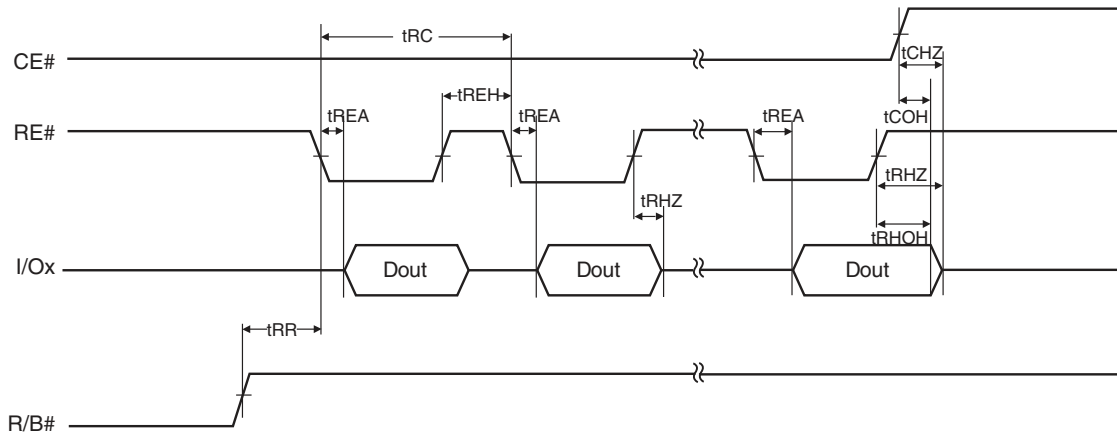 tRC
tCHZ
CE#
tREH
tREA
tREA
tREA
tCOH
RE#
tRHZ
tRHZ
tRHOH
I/Ox
Dout
Dout
Dout
tRR
R/B#